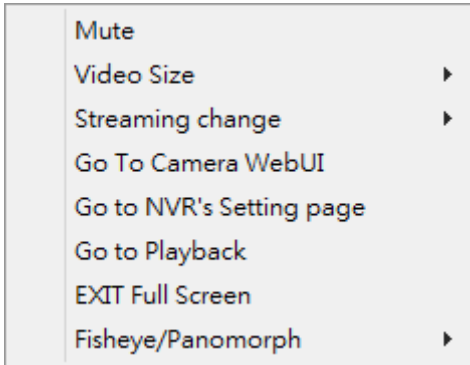 Mute
Video Size
Streaming change
Go To Camera WebUI
Go to NVR's Setting page
Go to Playback
EXIT Full Screen
Fisheye/Panomorph